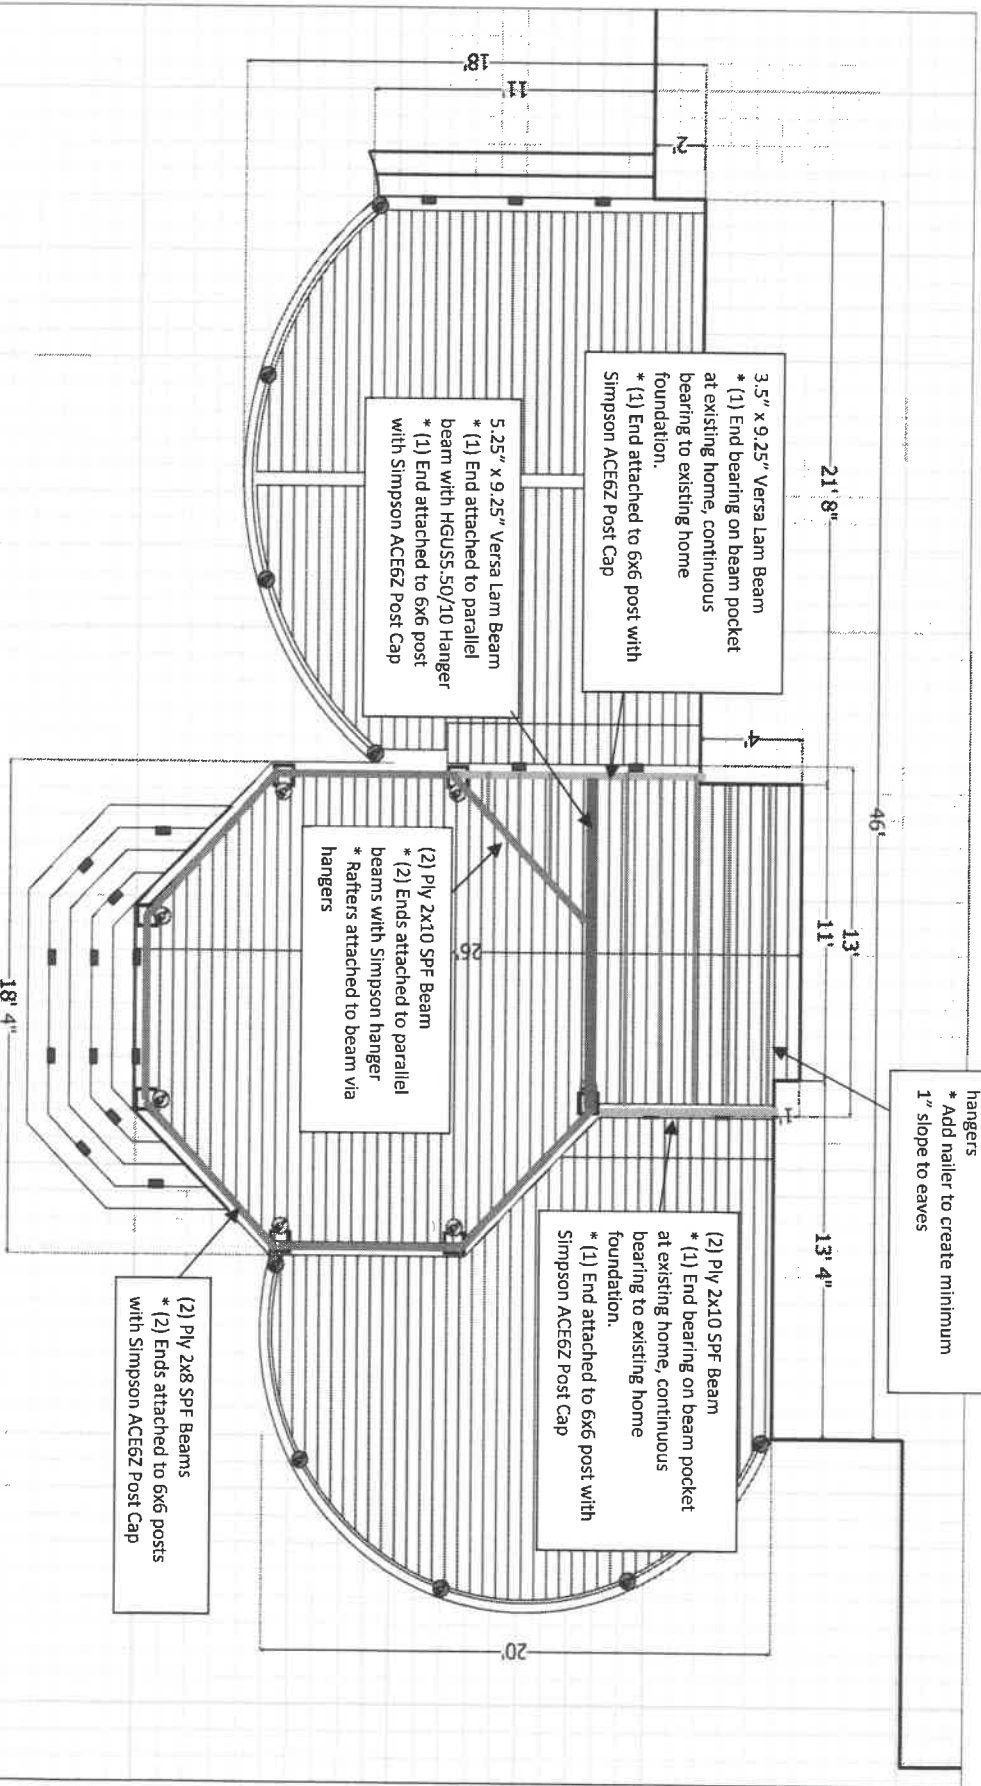 hangers
* Add nailer to create minimum
1" slope to eaves
46'
21' 8"
13'
11'
13' 4"
18'
11'
2'
4'
1'
3.5" x 9.25" Versa Lam Beam
* (1) End bearing on beam pocket
at existing home, continuous
bearing to existing home
foundation.
* (1) End attached to 6x6 post with
Simpson ACE6Z Post Cap
(2) Ply 2x10 SPF Beam
* (1) End bearing on beam pocket
at existing home, continuous
bearing to existing home
foundation.
* (1) End attached to 6x6 post with
Simpson ACE6Z Post Cap
5.25" x 9.25" Versa Lam Beam
* (1) End attached to parallel
beam with HGUS5.50/10 Hanger
* (1) End attached to 6x6 post
with Simpson ACE6Z Post Cap
26'
(2) Ply 2x10 SPF Beam
* (2) Ends attached to parallel
beams with Simpson hanger
* Rafters attached to beam via
hangers
20'
(2) Ply 2x8 SPF Beams
* (2) Ends attached to 6x6 posts
with Simpson ACE6Z Post Cap
18' 4"